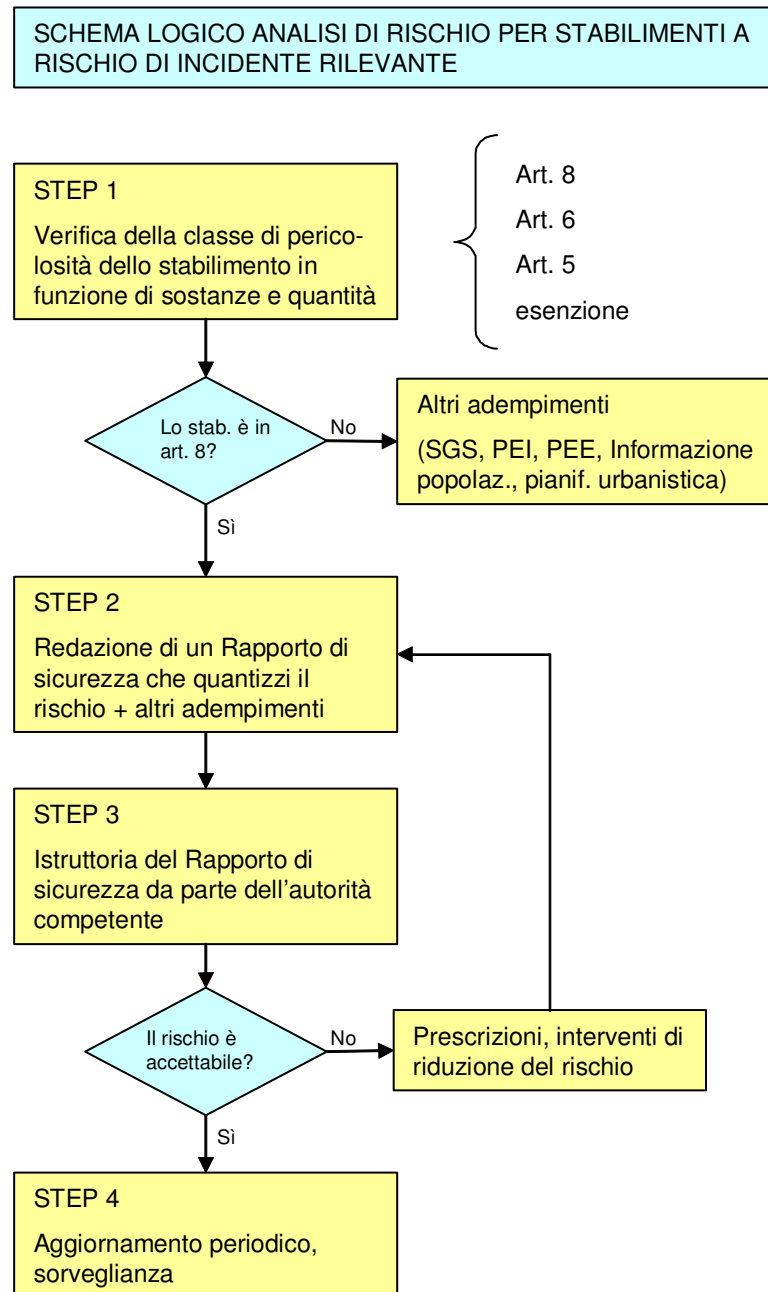 SCHEMA LOGICO ANALISI DI RISCHIO PER STABILIMENTI A
RISCHIO DI INCIDENTE RILEVANTE
STEP 1
Verifica della classe di perico-
losità dello stabilimento in
funzione di sostanze e quantità
Art. 8
Art. 6
Art. 5
esenzione
Lo stab. è in
art. 8?
No
Altri adempimenti
(SGS, PEI, PEE, Informazione
popolaz., pianif. urbanistica)
Sì
STEP 2
Redazione di un Rapporto di
sicurezza che quantizzi il
rischio + altri adempimenti
STEP 3
Istruttoria del Rapporto di
sicurezza da parte dell'autorità
competente
Il rischio è
accettabile?
No
Prescrizioni, interventi di
riduzione del rischio
Sì
STEP 4
Aggiornamento periodico,
sorveglianza